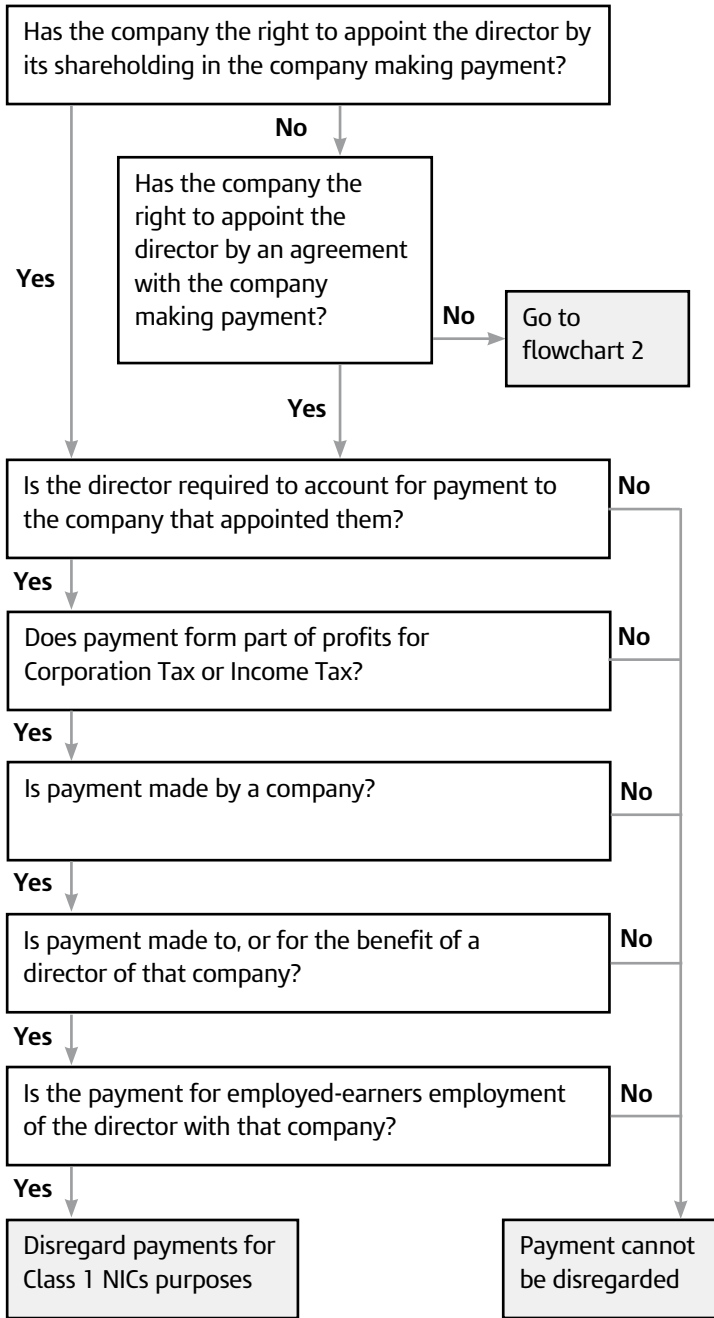 Has the company the right to appoint the director by
its shareholding in the company making payment?
No
Has the company the
right to appoint the
director by an agreement
with the company
making payment?
Yes
No
Go to
flowchart 2
Yes
Is the director required to account for payment to
the company that appointed them?
No
Yes
Does payment form part of profits for
Corporation Tax or Income Tax?
No
Yes
Is payment made by a company?
No
Yes
Is payment made to, or for the benefit of a
director of that company?
No
Yes
Is the payment for employed-earners employment
of the director with that company?
No
Yes
Disregard payments for
Class 1 NICs purposes
Payment cannot
be disregarded